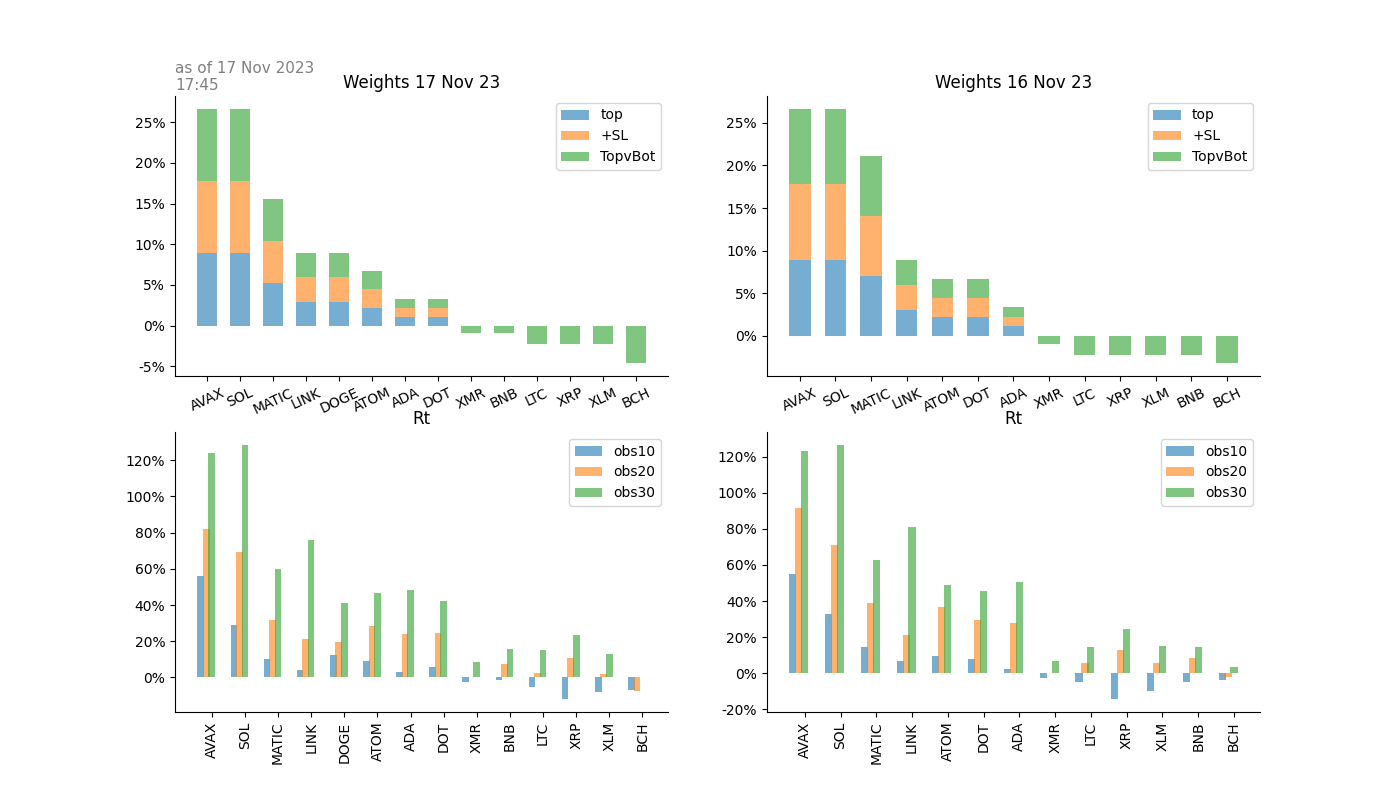 as of 17 Nov 2023
17:45
Weights 17 Nov 23
25%
20%
15%
10%
5%
0%
-5%
top
+SL
TopvBot
AVAX SOL MATIC LINK DOGE ATOM ADA DOT XMR BNB LTC XRP XLM BCH
Weights 16 Nov 23
25%
20%
15%
10%
5%
0%
top
+SL
TopvBot
AVAX SOL MATIC LINK ATOM DOT ADA XMR LTC XRP XLM BNB BCH
Rt
120%
100%
80%
60%
40%
20%
0%
obs10
obs20
obs30
AVAX SOL MATIC LINK DOGE ATOM ADA DOT XMR BNB LTC XRP XLM BCH
Rt
120%
100%
80%
60%
40%
20%
0%
-20%
obs10
obs20
obs30
AVAX SOL MATIC LINK ATOM DOT ADA XMR LTC XRP XLM BNB BCH